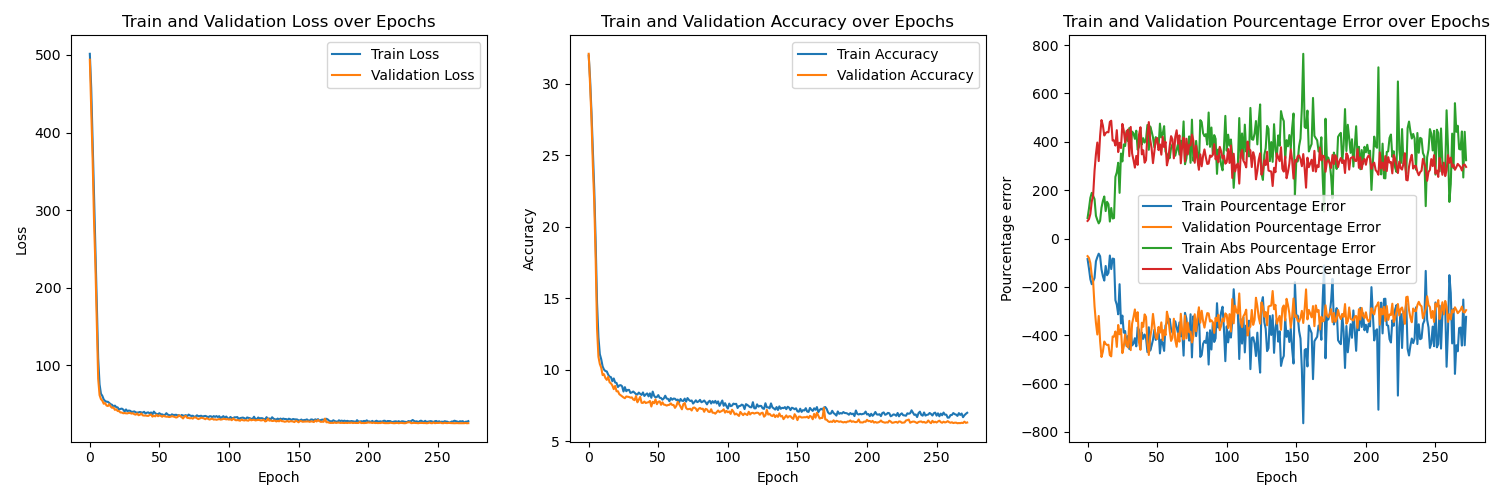 Train and Validation Loss over Epochs
Loss
500
400
300
200
100
0
50
100
150
200
250
Epoch
Train Loss
Validation Loss
Train and Validation Accuracy over Epochs
Accuracy
30
25
20
15
10
5
0
50
100
150
200
250
Epoch
Train Accuracy
Validation Accuracy
Train and Validation Pourcentage Error over Epochs
Pourcentage error
800
600
400
200
0
−200
−400
−600
−800
0
50
100
150
200
250
Epoch
Train Pourcentage Error
Validation Pourcentage Error
Train Abs Pourcentage Error
Validation Abs Pourcentage Error